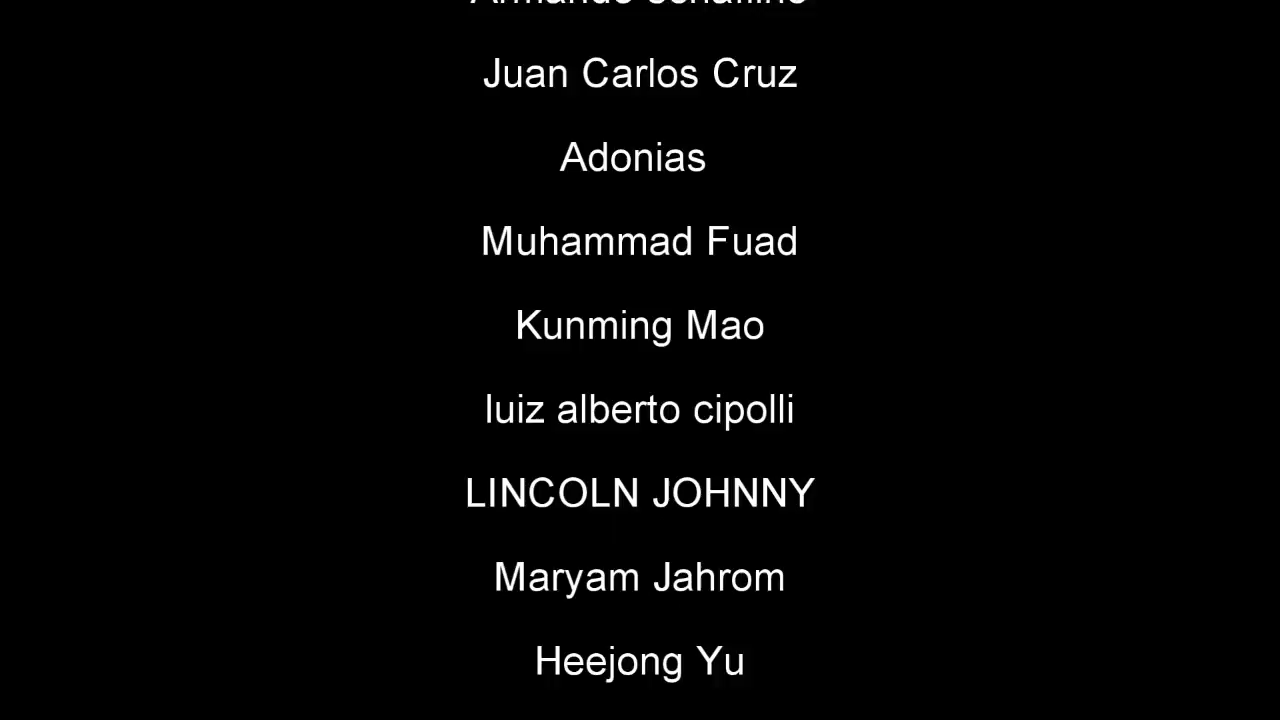 Juan Carlos Cruz
Adonias
Muhammad Fuad
Kunming Mao
luiz alberto cipolli
LINCOLN JOHNNY
Maryam Jahrom
Heejong Yu